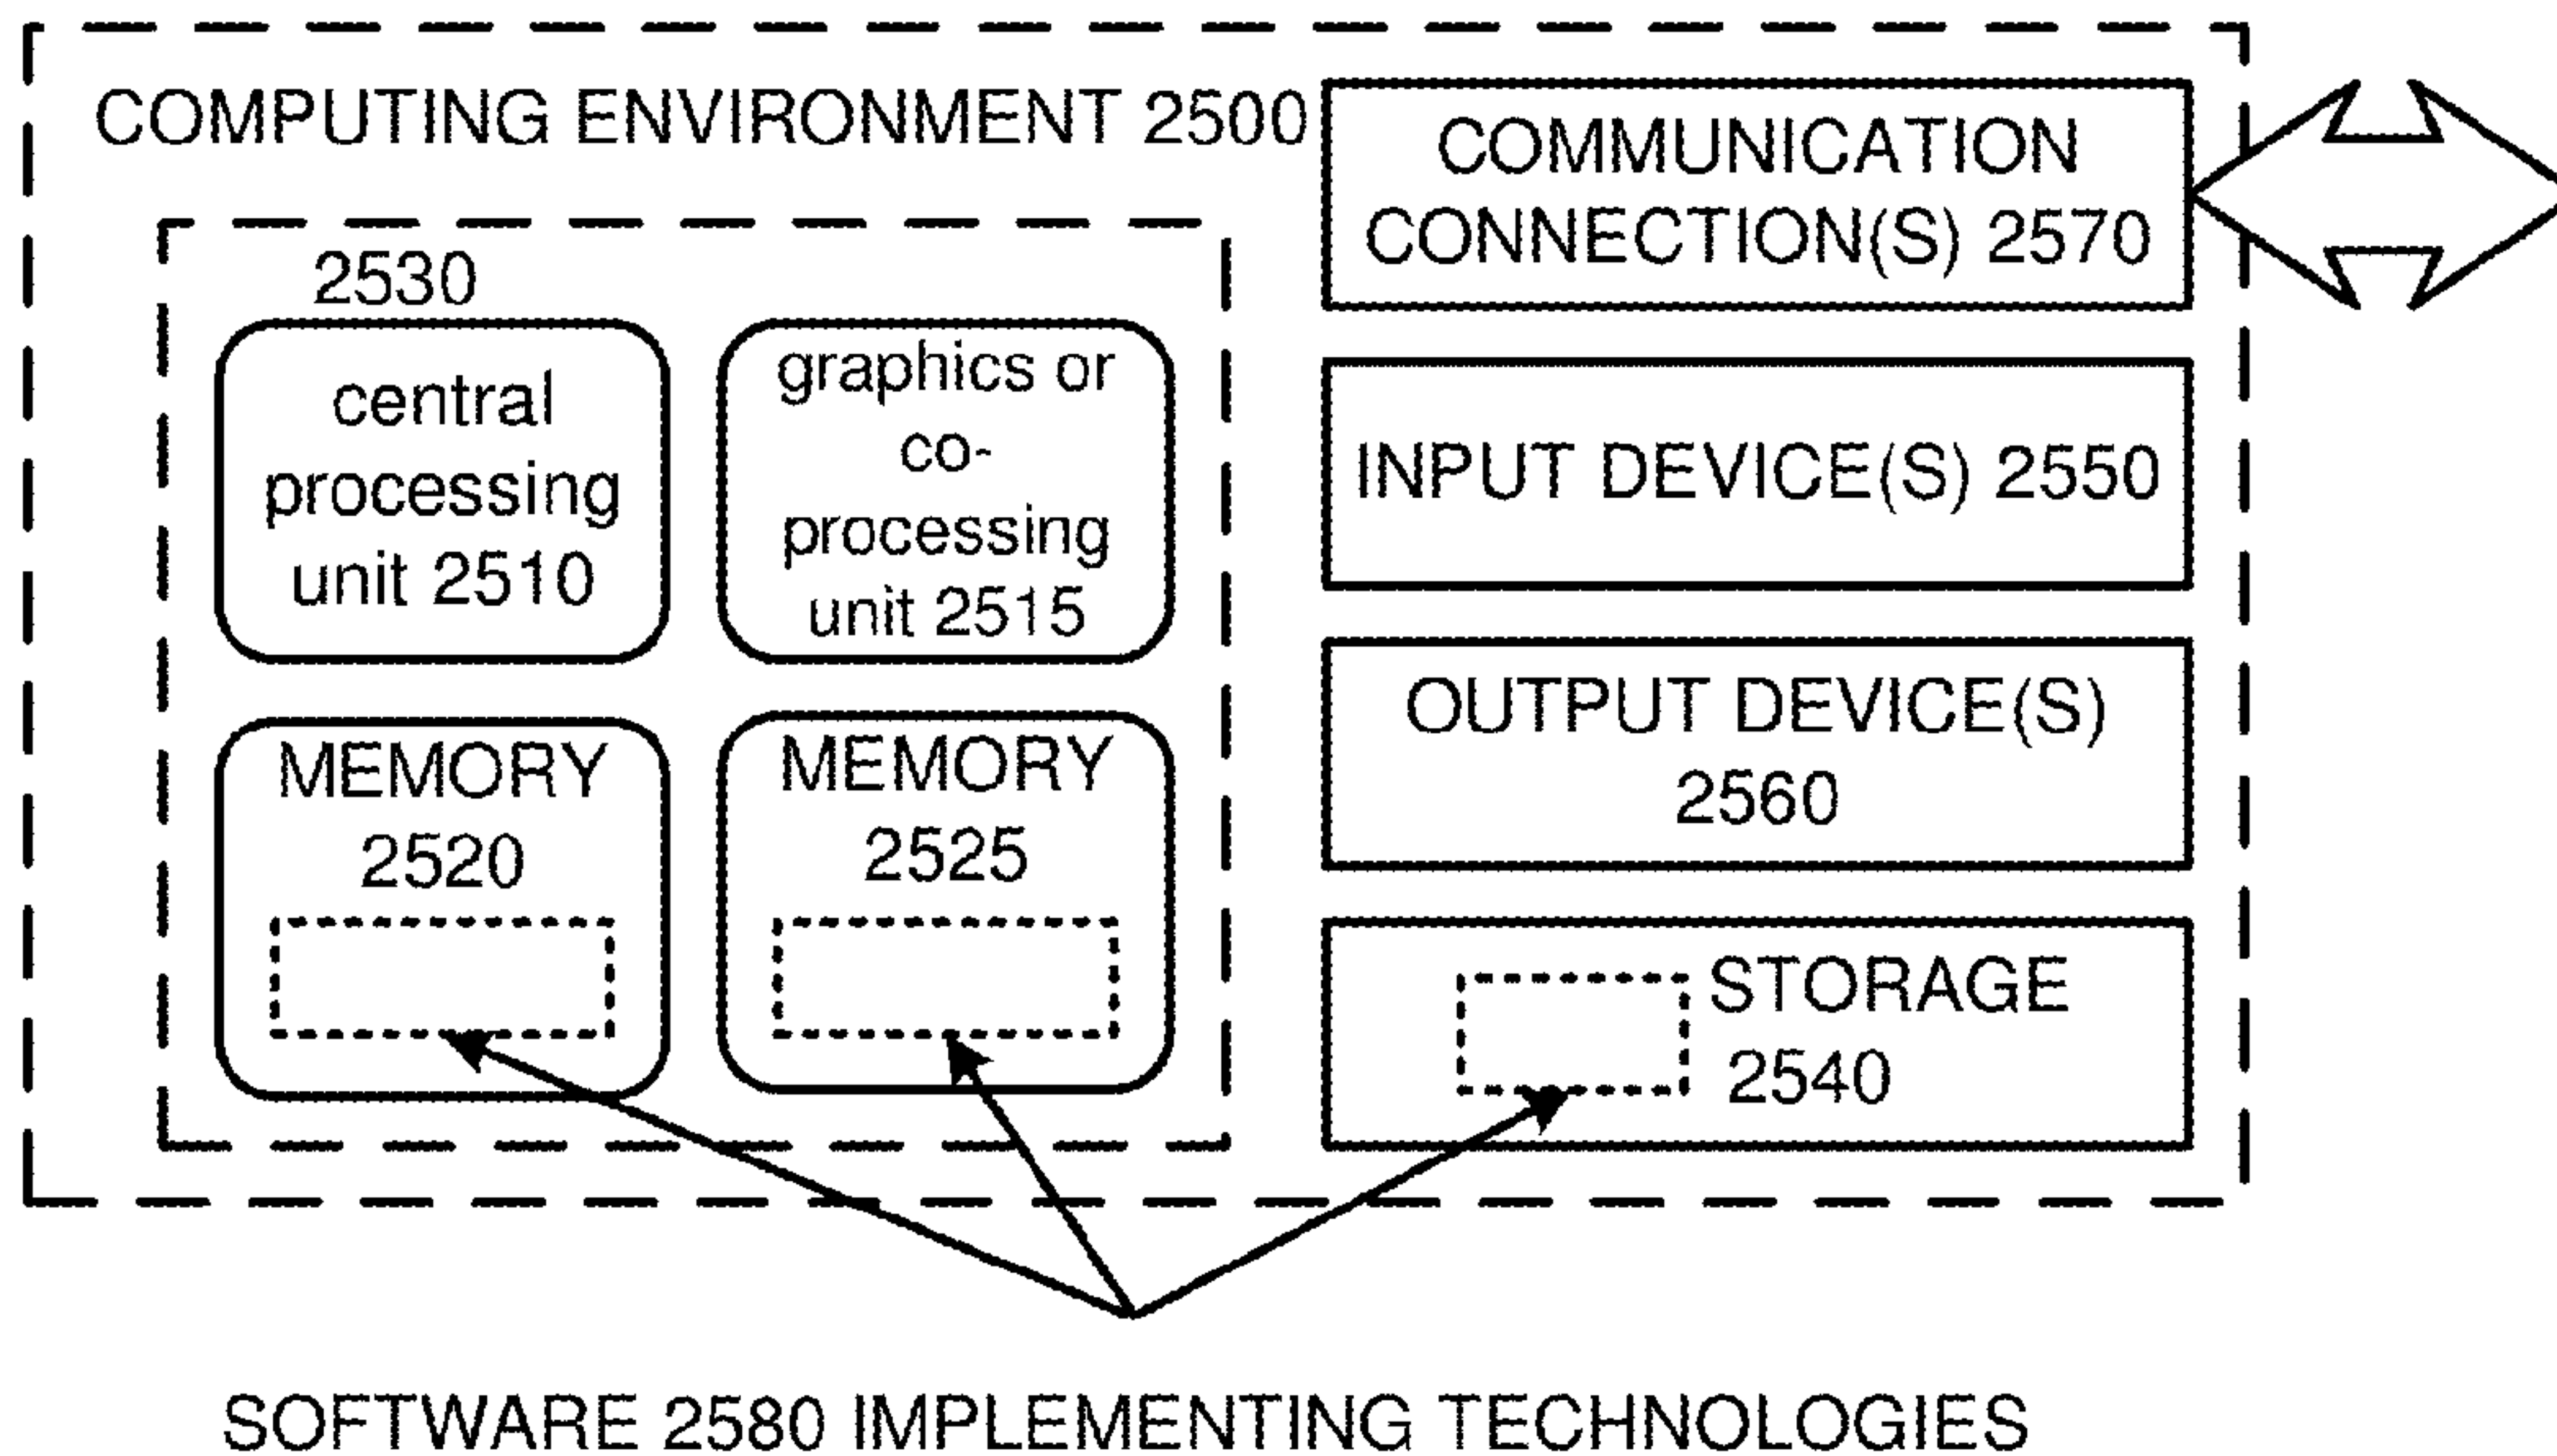 COMPUTING ENVIRONMENT 2500
2530
central
processing
unit 2510
graphics or
co-
processing
unit 2515
MEMORY
2520
MEMORY
2525
COMMUNICATION
CONNECTION(S) 2570
INPUT DEVICE(S) 2550
OUTPUT DEVICE(S)
2560
STORAGE
2540
SOFTWARE 2580 IMPLEMENTING TECHNOLOGIES